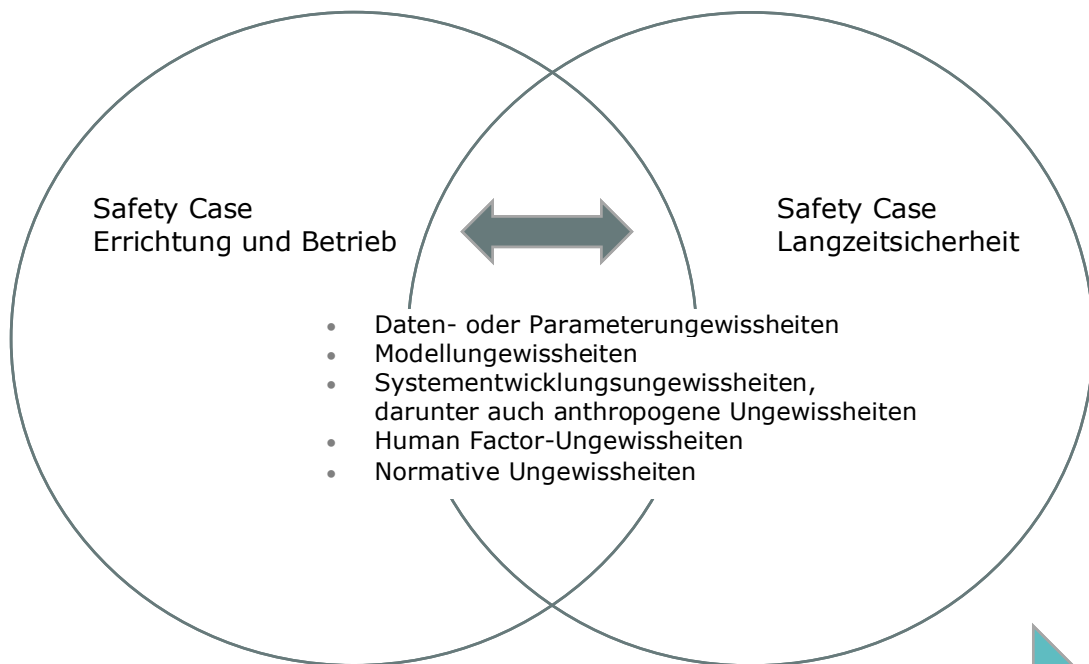 Safety Case
Errichtung und Betrieb
Safety Case
Langzeitsicherheit
• Daten- oder Parameterungewissheiten
• Modellungewissheiten
• Systementwicklungsungewissheiten,
darunter auch anthropogene Ungewissheiten
• Human Factor-Ungewissheiten
• Normative Ungewissheiten